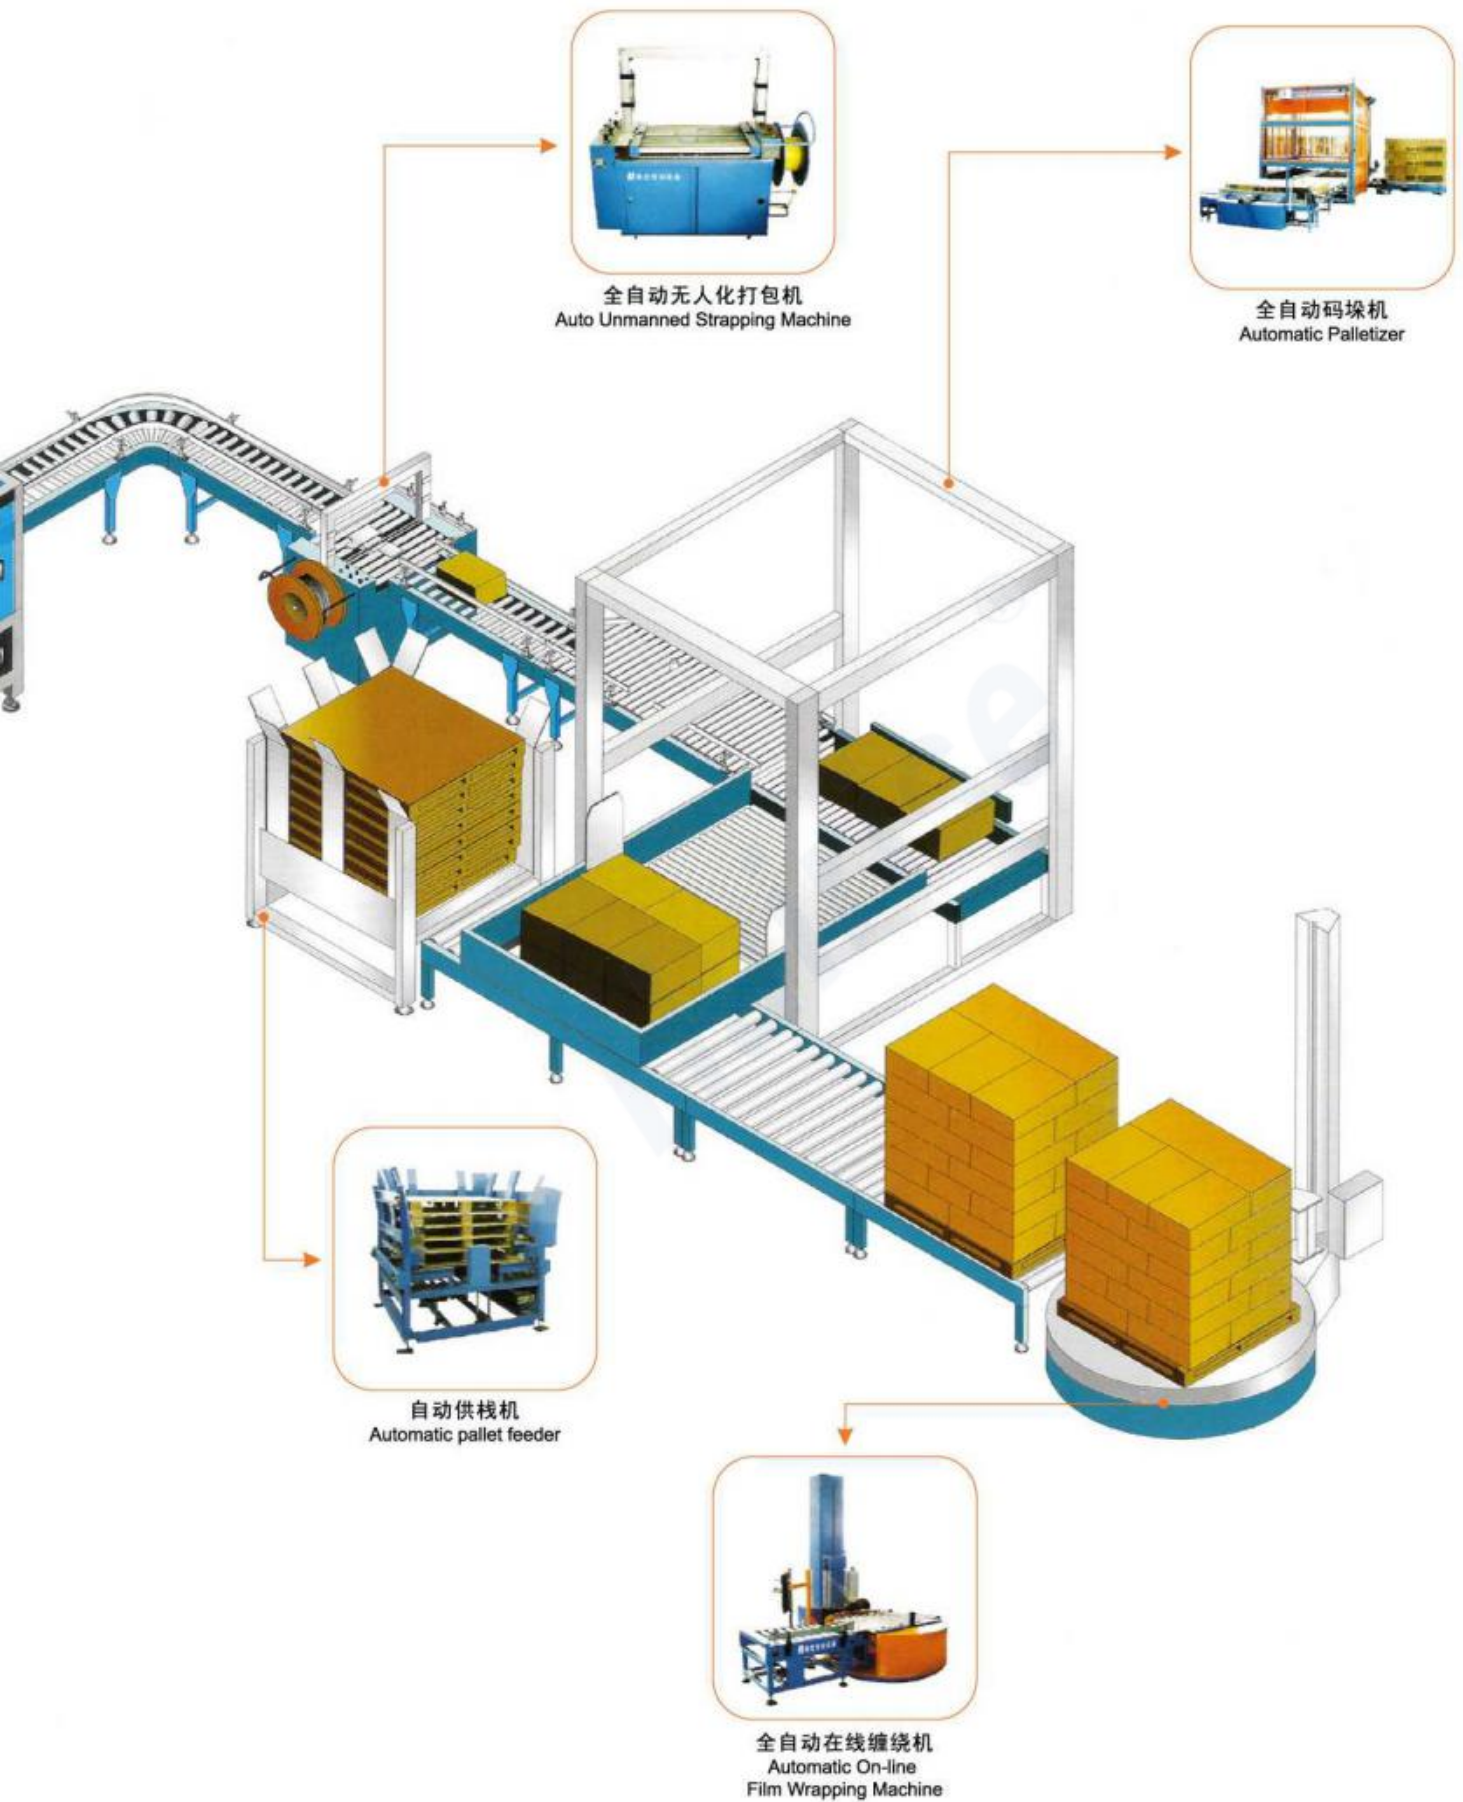 全自动无人化打包机
Auto Unmanned Strapping Machine
全自动码垛机
Automatic Palletizer
自动供栈机
Automatic pallet feeder
全自动在线缠绕机
Automatic On-line
Film Wrapping Machine